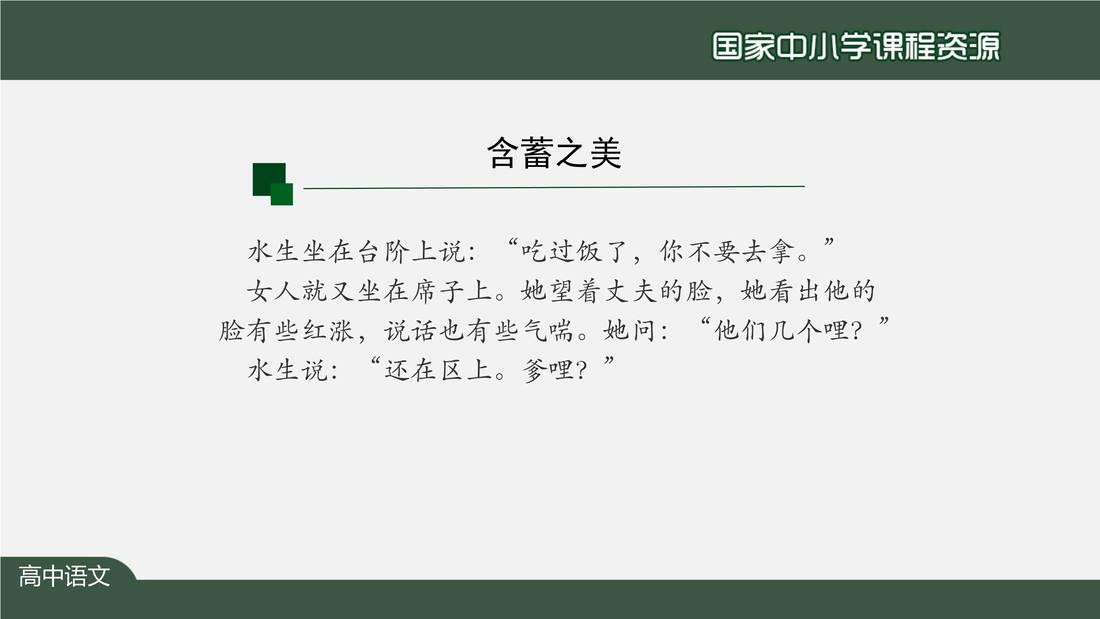 国家中小学课程资源
含蓄之美
水生坐在台阶上说：“吃过饭了，你不要去拿。”
女人就又坐在席子上。她望着丈夫的脸，她看出他的
脸有些红涨，说话也有些气喘。她问：“他们几个哩？”
水生说：“还在区上。爹哩？”
高中语文